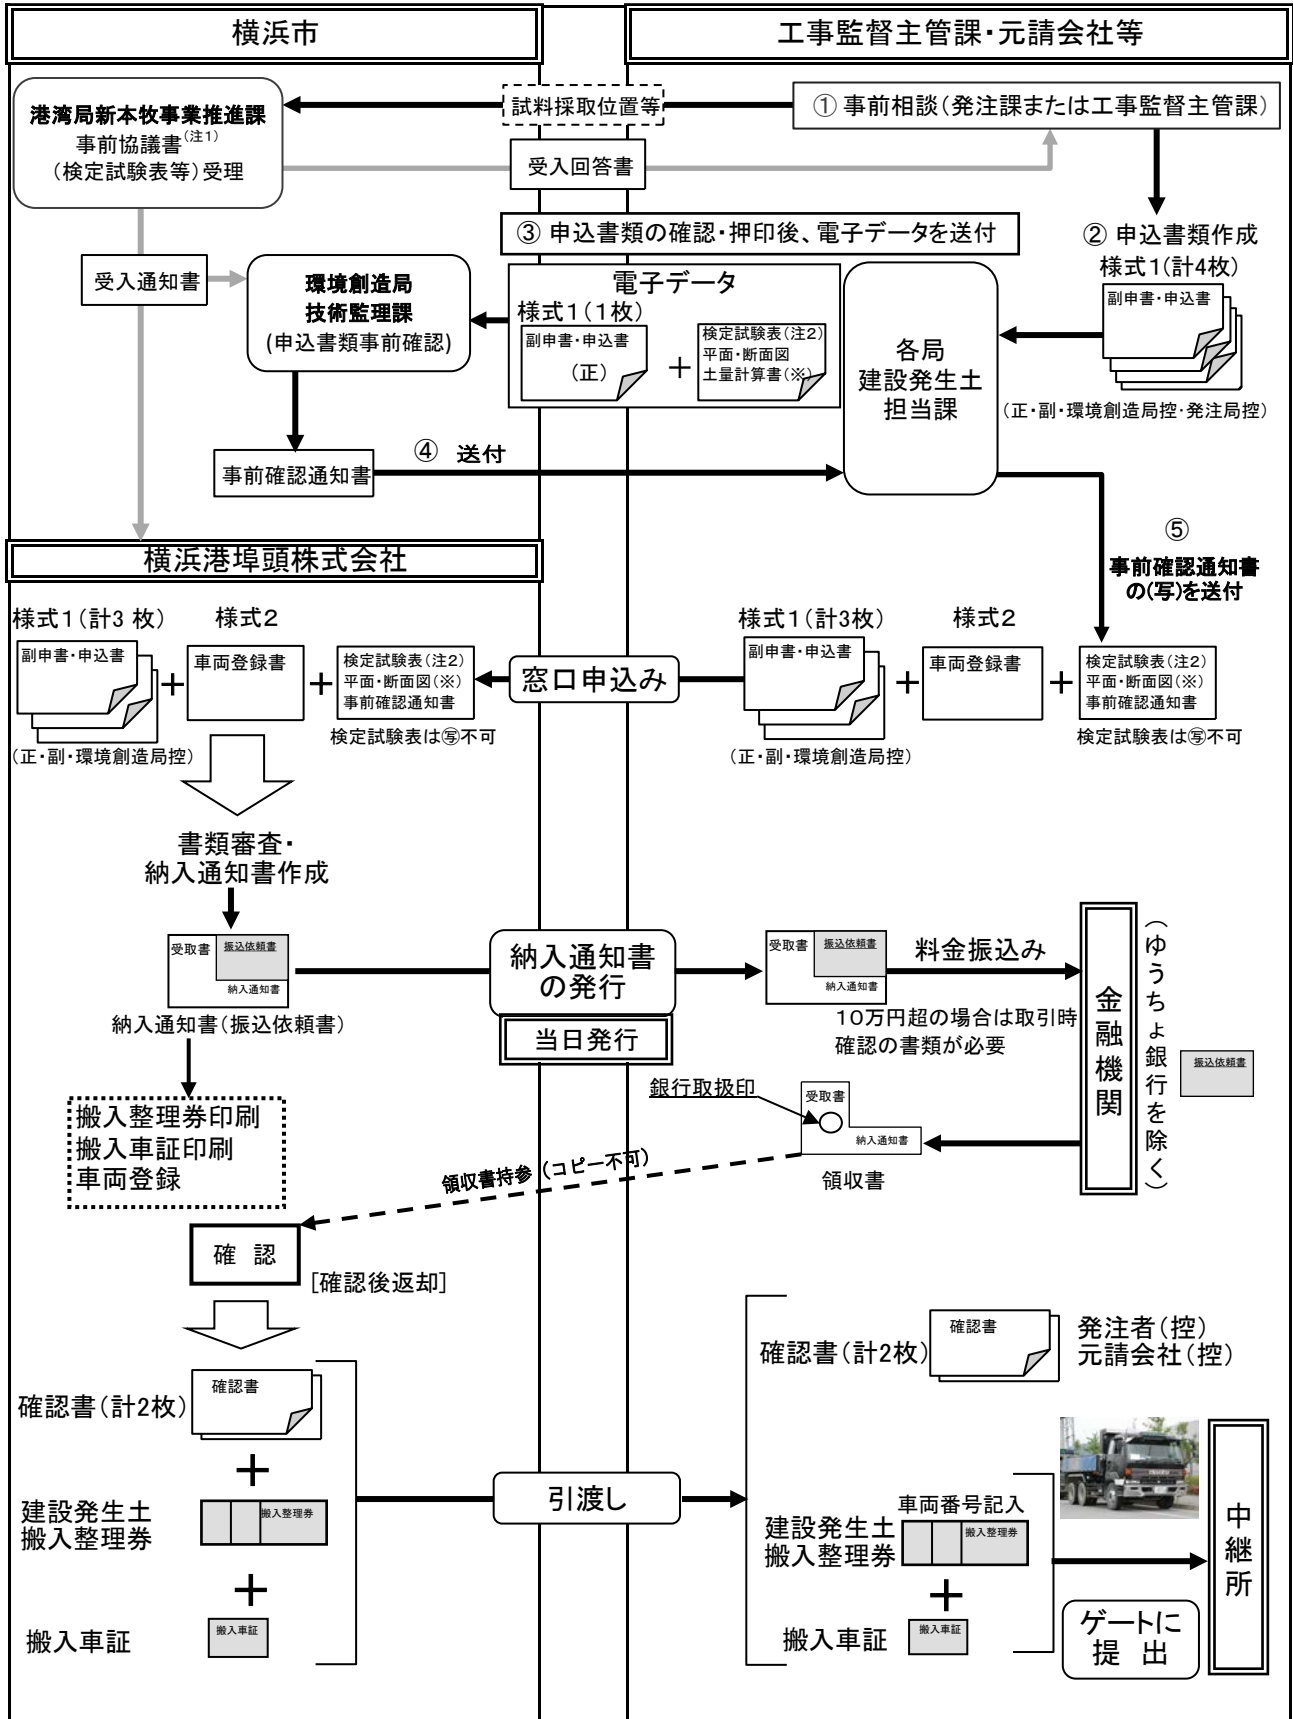 横浜市
工事監督主管課・元請会社等
港湾局新本牧事業推進課
事前協議書(注1)
(検定試験表等)受理
試料採取位置等
① 事前相談(発注課または工事監督主管課)
受入回答書
③ 申込書類の確認・押印後、電子データを送付
② 申込書類作成
様式1(計4枚)
副申書・申込書
(正・副・環境創造局控・発注局控)
受入通知書
環境創造局
技術監理課
(申込書類事前確認)
電子データ
様式1(1枚)
副申書・申込書
(正)
+
検定試験表(注2)
平面・断面図
土量計算書(※)
各局
建設発生土
担当課
④ 送付
事前確認通知書
⑤
事前確認通知書
の(写)を送付
横浜港埠頭株式会社
様式1(計3 枚)
様式2
副申書・申込書
+
車両登録書
+
検定試験表(注2)
平面・断面図(※)
事前確認通知書
(正・副・環境創造局控)
検定試験表は㊢不可
窓口申込み
様式1(計3枚)
様式2
副申書・申込書
+
車両登録書
+
検定試験表(注2)
平面・断面図(※)
事前確認通知書
(正・副・環境創造局控)
検定試験表は㊢不可
書類審査・
納入通知書作成
受取書
振込依頼書
納入通知書
納入通知書(振込依頼書)
納入通知書
の発行
当日発行
受取書
振込依頼書
納入通知書
料金振込み
10万円超の場合は取引時
確認の書類が必要
金融機関
(ゆうちょ銀行を除く)
振込依頼書
銀行取扱印
受取書
納入通知書
領収書
搬入整理券印刷
搬入車証印刷
車両登録
領収書持参(コピー不可)
確 認
[確認後返却]
確認書(計2枚)
確認書
+
建設発生土
搬入整理券
搬入整理券
+
搬入車証
搬入車証
引渡し
確認書(計2枚)
確認書
発注者(控)
元請会社(控)
車両番号記入
建設発生土
搬入整理券
搬入整理券
+
搬入車証
搬入車証
ゲートに
提 出
中継所